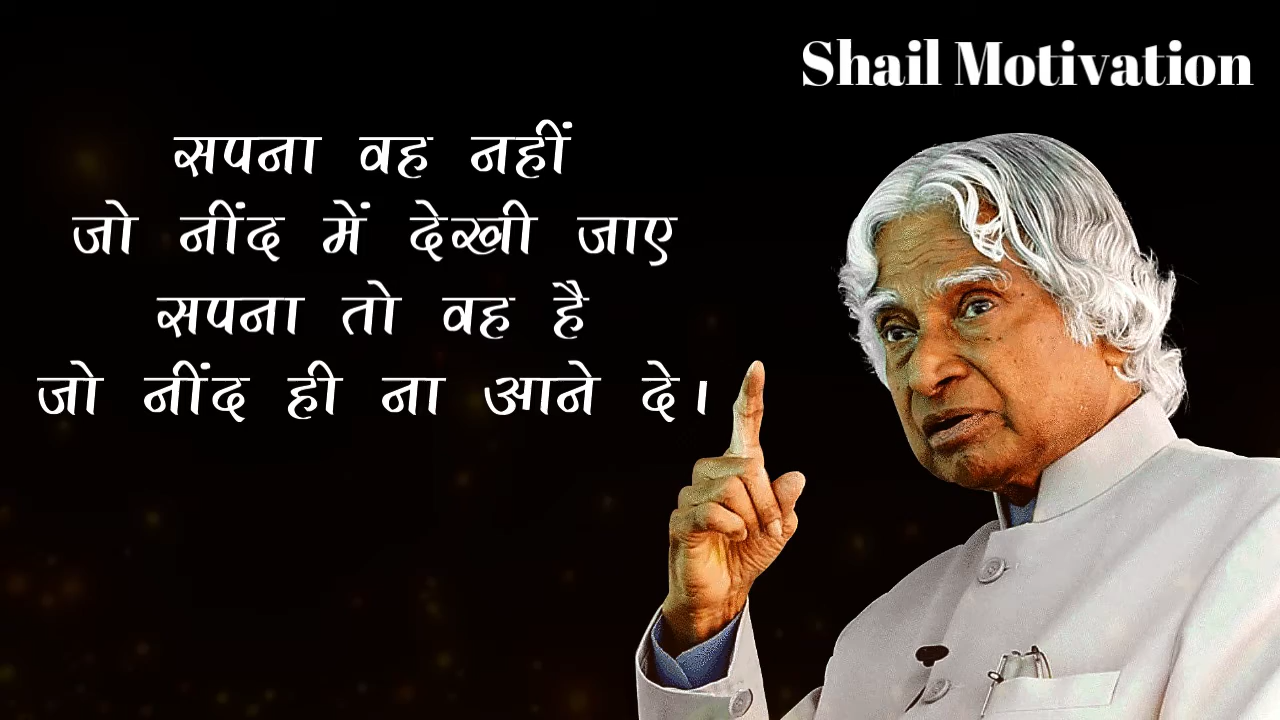 Shail Motivation
सपना वह नहीं
जो नींद में देखी जाए
सपना तो वह है
जो नींद ही ना आने दे।